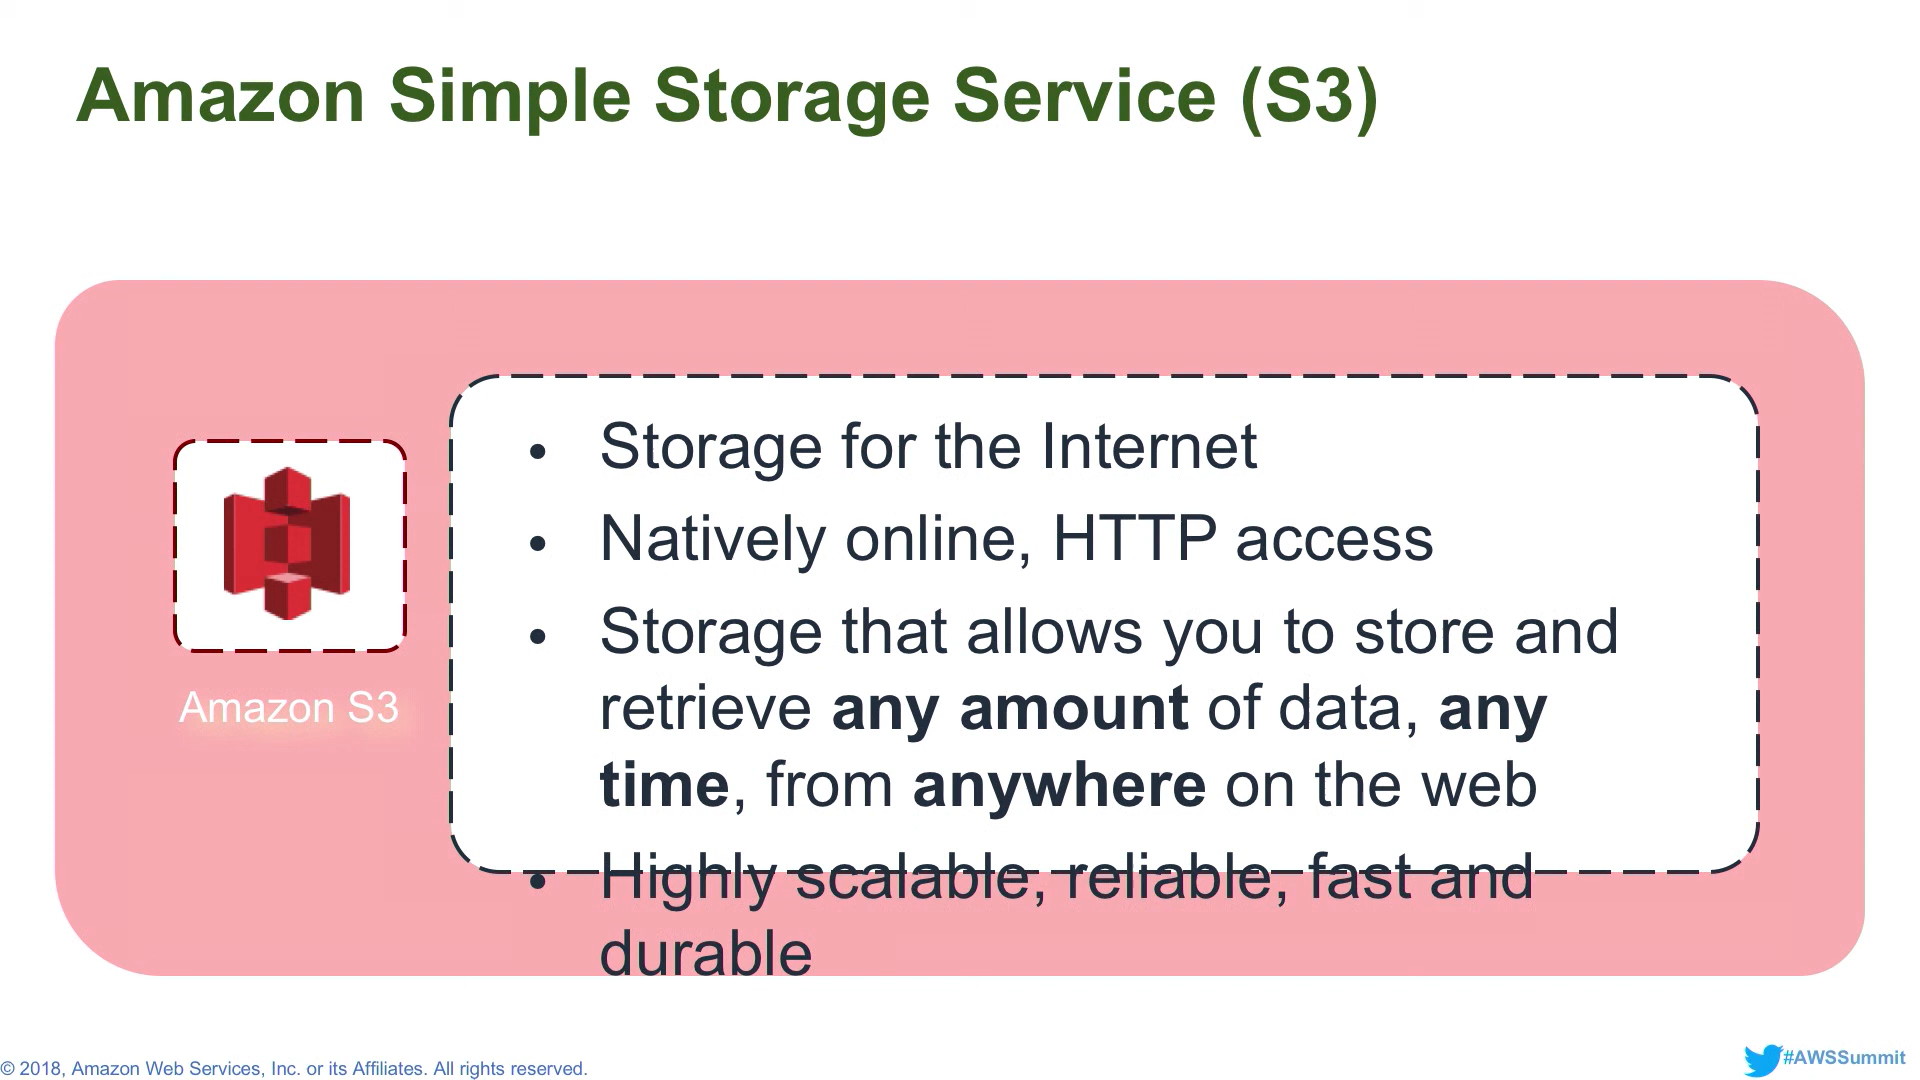 Amazon Simple Storage Service (S3)
Amazon S3
• Storage for the Internet
• Natively online, HTTP access
• Storage that allows you to store and
retrieve any amount of data, any
time, from anywhere on the web
• Highly scalable, reliable, fast and
durable
© 2018, Amazon Web Services, Inc. or its Affiliates. All rights reserved.
#AWSSummit